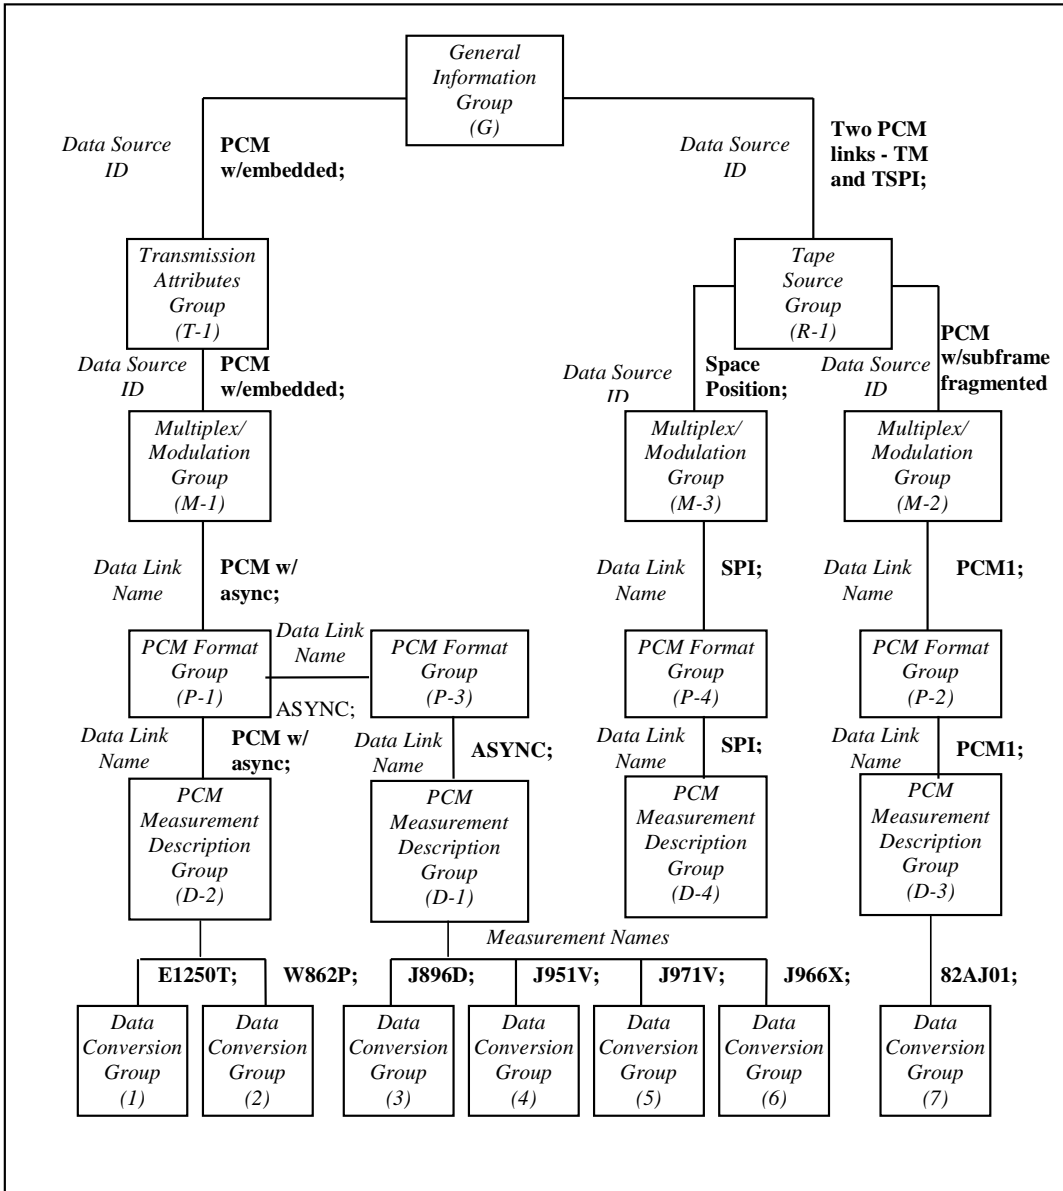 General
Information
Group
(G)
Data Source
ID
PCM
w/embedded;
Data Source
ID
Two PCM
links - TM
and TSPI;
Transmission
Attributes
Group
(T-1)
Tape
Source
Group
(R-1)
Data Source
ID
PCM
w/embedded;
Data Source
ID
Space
Position;
Data Source
ID
PCM
w/subframe
fragmented
Multiplex/
Modulation
Group
(M-1)
Multiplex/
Modulation
Group
(M-3)
Multiplex/
Modulation
Group
(M-2)
Data Link
Name
PCM w/
async;
Data Link
Name
SPI;
Data Link
Name
PCM1;
PCM Format
Group
(P-1)
Data Link
Name
ASYNC;
PCM Format
Group
(P-3)
PCM Format
Group
(P-4)
PCM Format
Group
(P-2)
Data Link
Name
PCM w/
async;
Data Link
Name
ASYNC;
Data Link
Name
SPI;
Data Link
Name
PCM1;
PCM
Measurement
Description
Group
(D-2)
PCM
Measurement
Description
Group
(D-1)
PCM
Measurement
Description
Group
(D-4)
PCM
Measurement
Description
Group
(D-3)
Measurement Names
E1250T;
W862P;
J896D;
J951V;
J971V;
J966X;
82AJ01;
Data
Conversion
Group
(1)
Data
Conversion
Group
(2)
Data
Conversion
Group
(3)
Data
Conversion
Group
(4)
Data
Conversion
Group
(5)
Data
Conversion
Group
(6)
Data
Conversion
Group
(7)